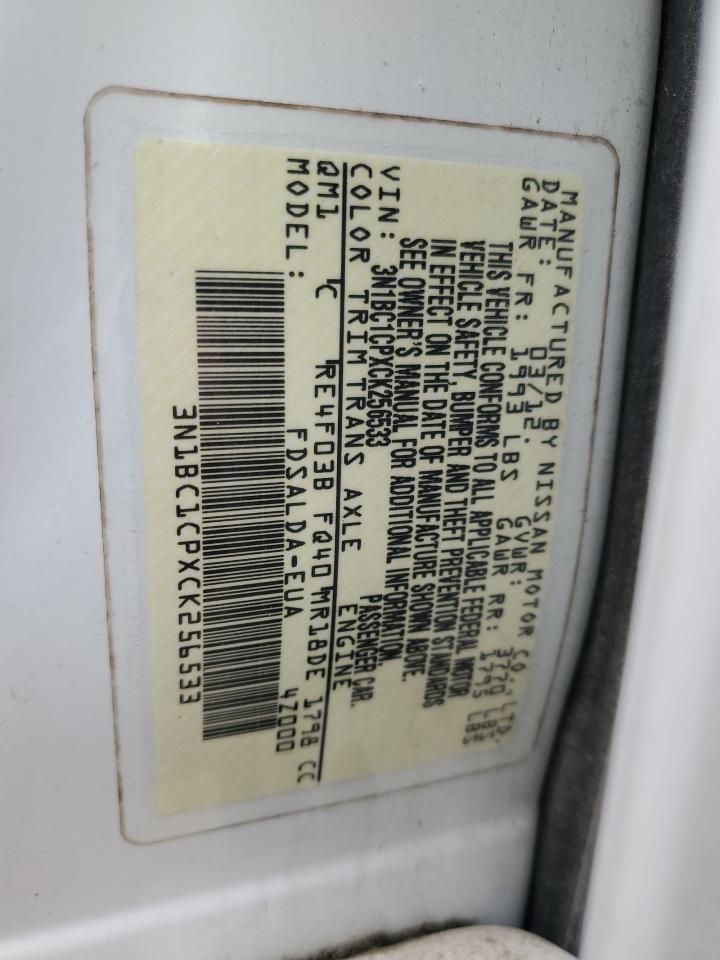 MANUFACTURED BY NISSAN MOTOR CO., LTD.
DATE: 03/12. GVWR: 3770 LBS
GAWR FR: 1993 LBS GAWR RR: 1795 LBS
THIS VEHICLE CONFORMS TO ALL APPLICABLE FEDERAL MOTOR
VEHICLE SAFETY, BUMPER AND THEFT PREVENTION STANDARDS
IN EFFECT ON THE DATE OF MANUFACTURE SHOWN ABOVE.
SEE OWNER'S MANUAL FOR ADDITIONAL INFORMATION.
VIN: 3N1BC1CPXCK256533 PASSENGER CAR.
COLOR TRIM TRANS AXLE ENGINE
QM1 C RE4F03B FQ40 MR18DE 1798 CC
MODEL: FDSALDA-EUA 4Z000
3N1BC1CPXCK256533